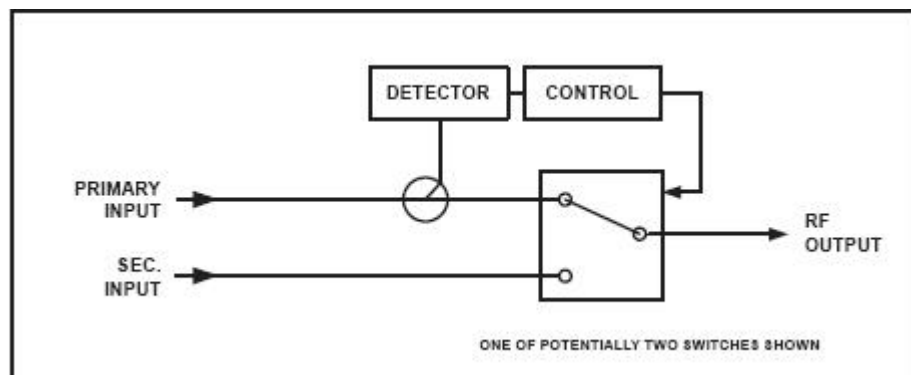 DETECTOR
CONTROL
PRIMARY
INPUT
RF
OUTPUT
SEC.
INPUT
ONE OF POTENTIALLY TWO SWITCHES SHOWN